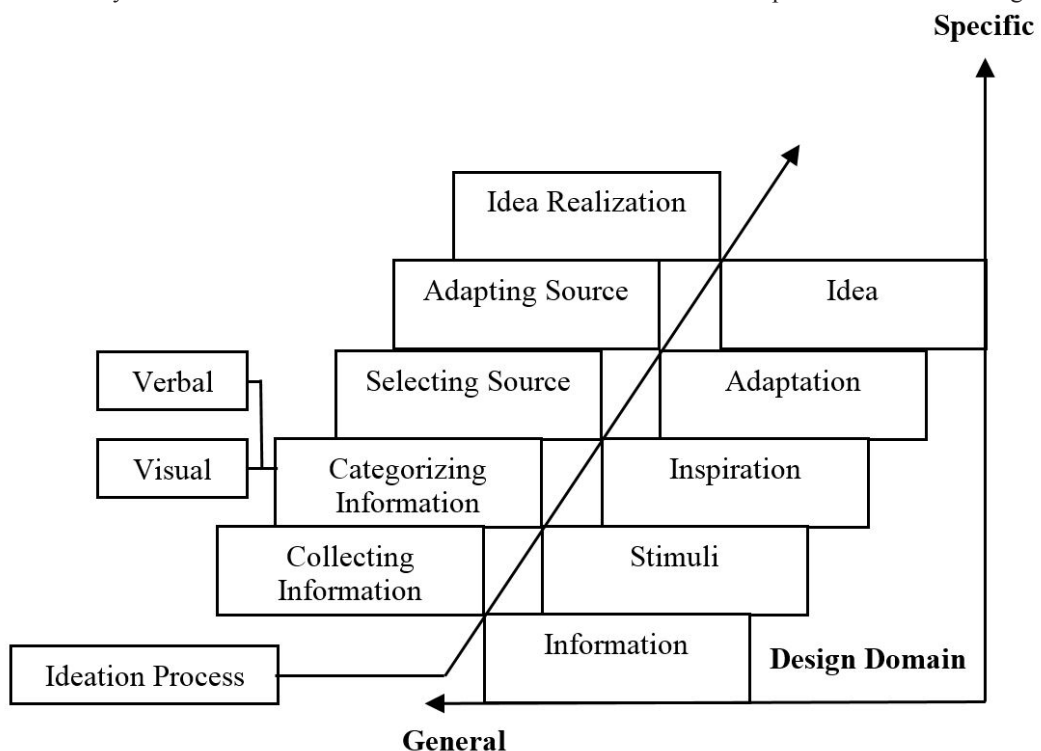 Specific
Idea Realization
Adapting Source
Idea
Verbal
Selecting Source
Adaptation
Visual
Categorizing
Information
Inspiration
Collecting
Information
Stimuli
Information
Ideation Process
Design Domain
General